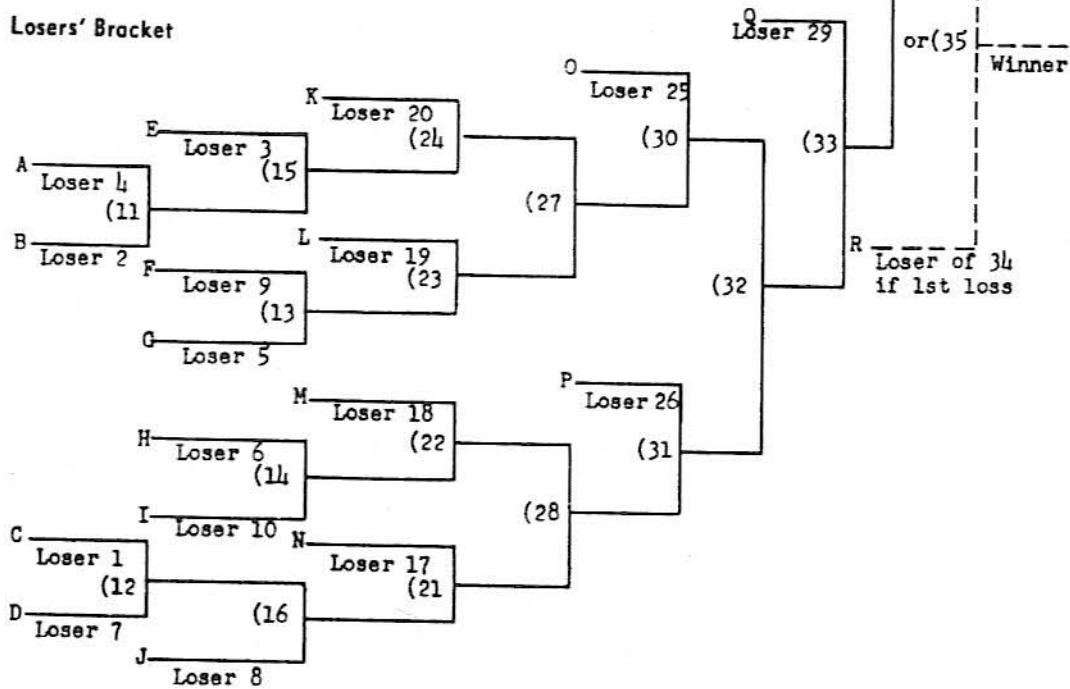 Losers' Bracket
Q
Loser 29
or(35
Winner
O
Loser 25
K
Loser 20
(24
(30
(33
E
Loser 3
(15
A
Loser 4
(11
(27
B
Loser 2
L
Loser 19
(23
R
Loser of 34
if 1st loss
F
Loser 9
(13
(32
G
Loser 5
P
Loser 26
(31
M
Loser 18
(22
H
Loser 6
(14
I
Loser 10
(28
C
Loser 1
(12
N
Loser 17
(21
D
Loser 7
(16
J
Loser 8